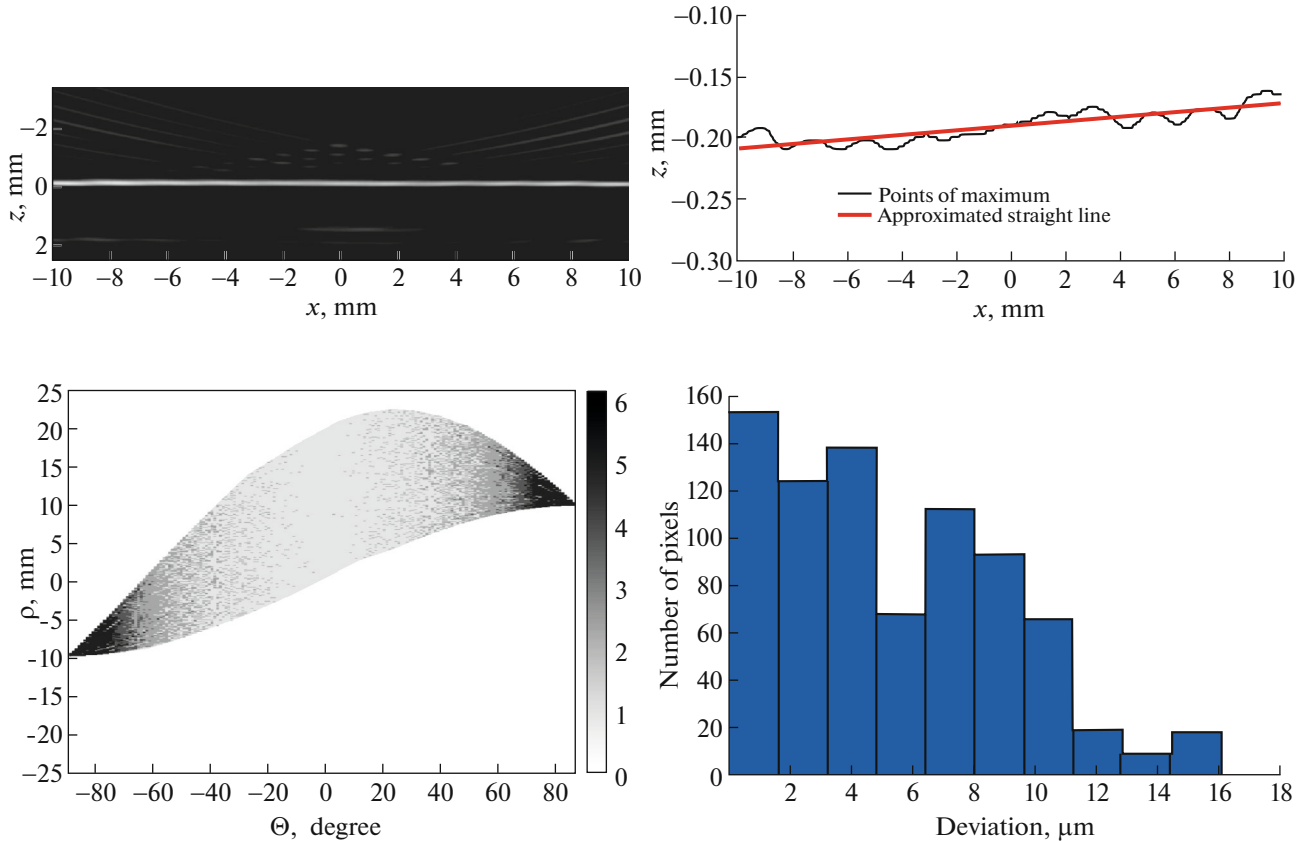 z, mm
−2
0
2
−10 −8 −6 −4 −2 0 2 4 6 8 10
x, mm
z, mm
−0.10
−0.15
−0.20
−0.25
−0.30
Points of maximum
Approximated straight line
−10 −8 −6 −4 −2 0 2 4 6 8 10
x, mm
ρ, mm
25
20
15
10
5
0
-5
-10
-15
-20
−25
−80 −60 −40 −20 0 20 40 60 80
Θ, degree
6
5
4
3
2
1
0
Number of pixels
160
140
120
100
80
60
40
20
0
2 4 6 8 10 12 14 16 18
Deviation, μm